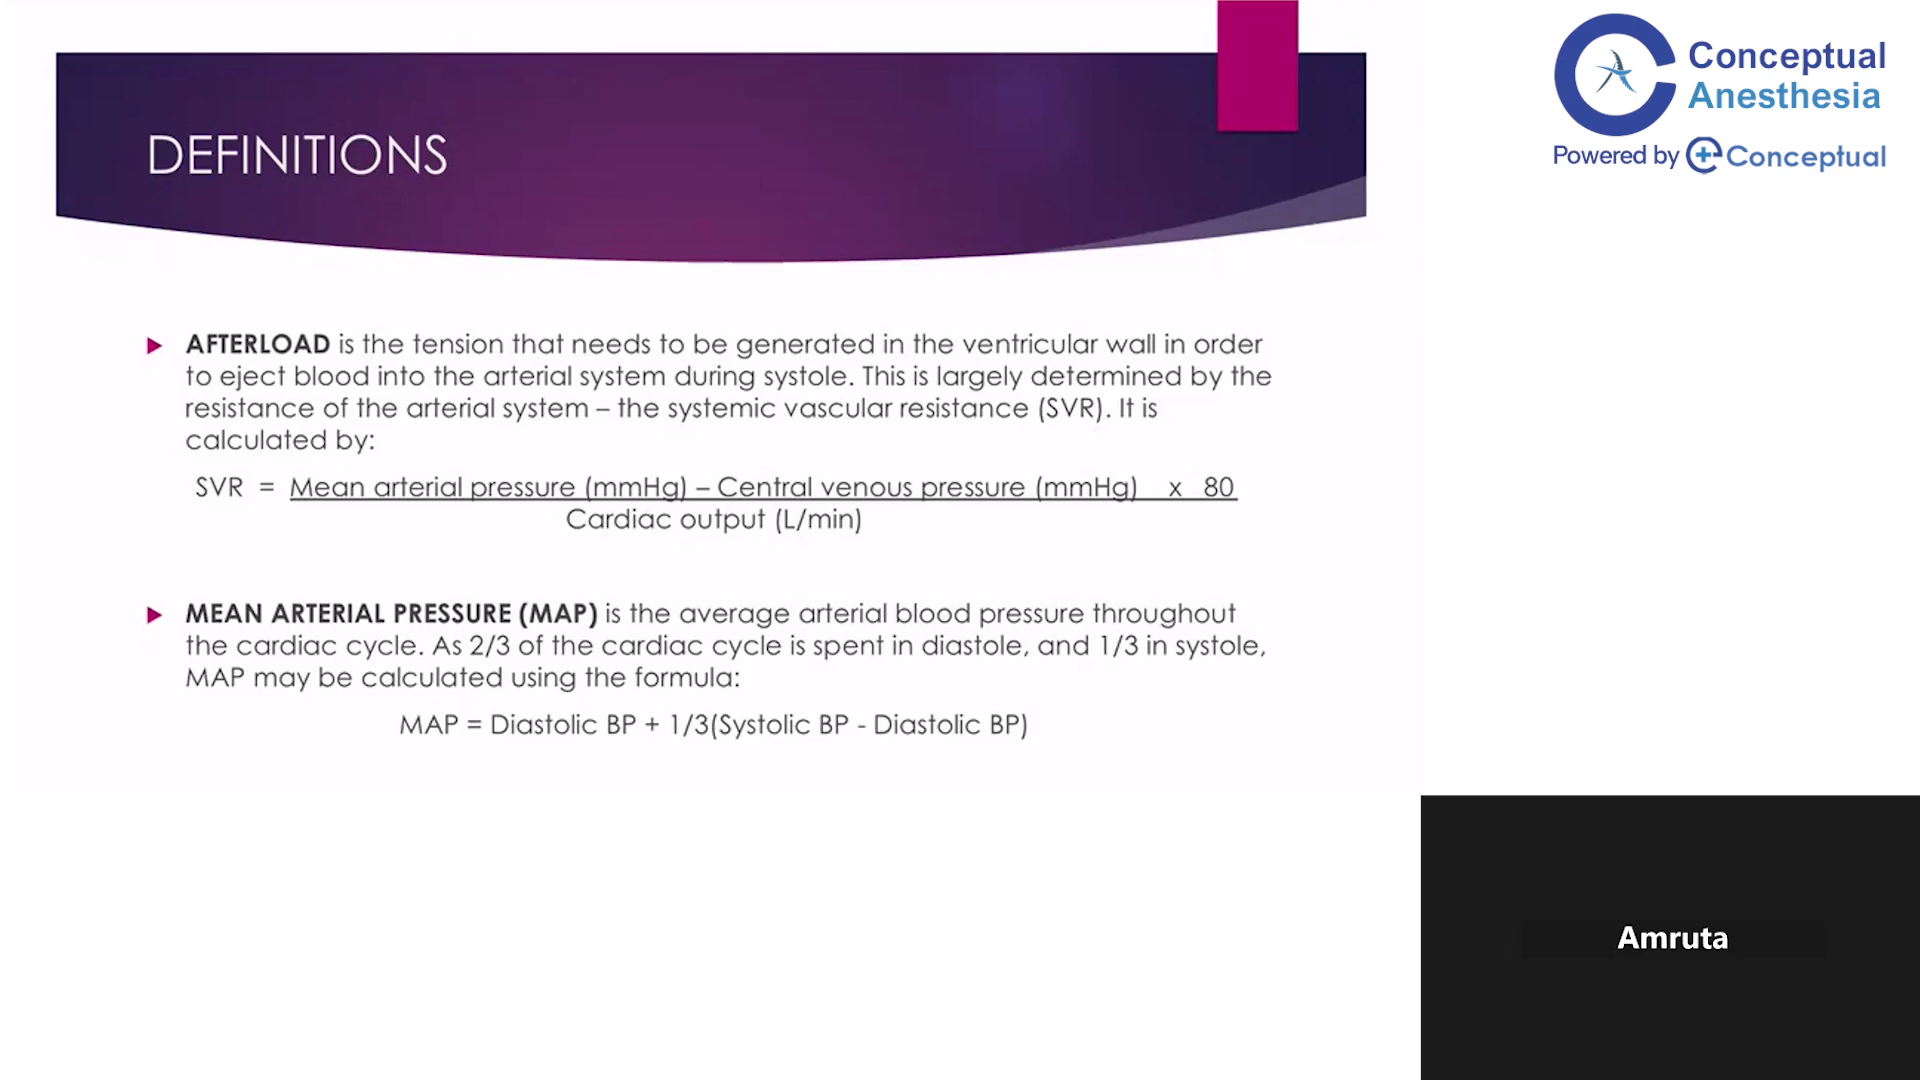 DEFINITIONS
Conceptual
Anesthesia
Powered by Conceptual
AFTERLOAD is the tension that needs to be generated in the ventricular wall in order
to eject blood into the arterial system during systole. This is largely determined by the
resistance of the arterial system – the systemic vascular resistance (SVR). It is
calculated by:
SVR = Mean arterial pressure (mmHg) – Central venous pressure (mmHg) x 80
Cardiac output (L/min)
MEAN ARTERIAL PRESSURE (MAP) is the average arterial blood pressure throughout
the cardiac cycle. As 2/3 of the cardiac cycle is spent in diastole, and 1/3 in systole,
MAP may be calculated using the formula:
MAP = Diastolic BP + 1/3(Systolic BP - Diastolic BP)
Amruta